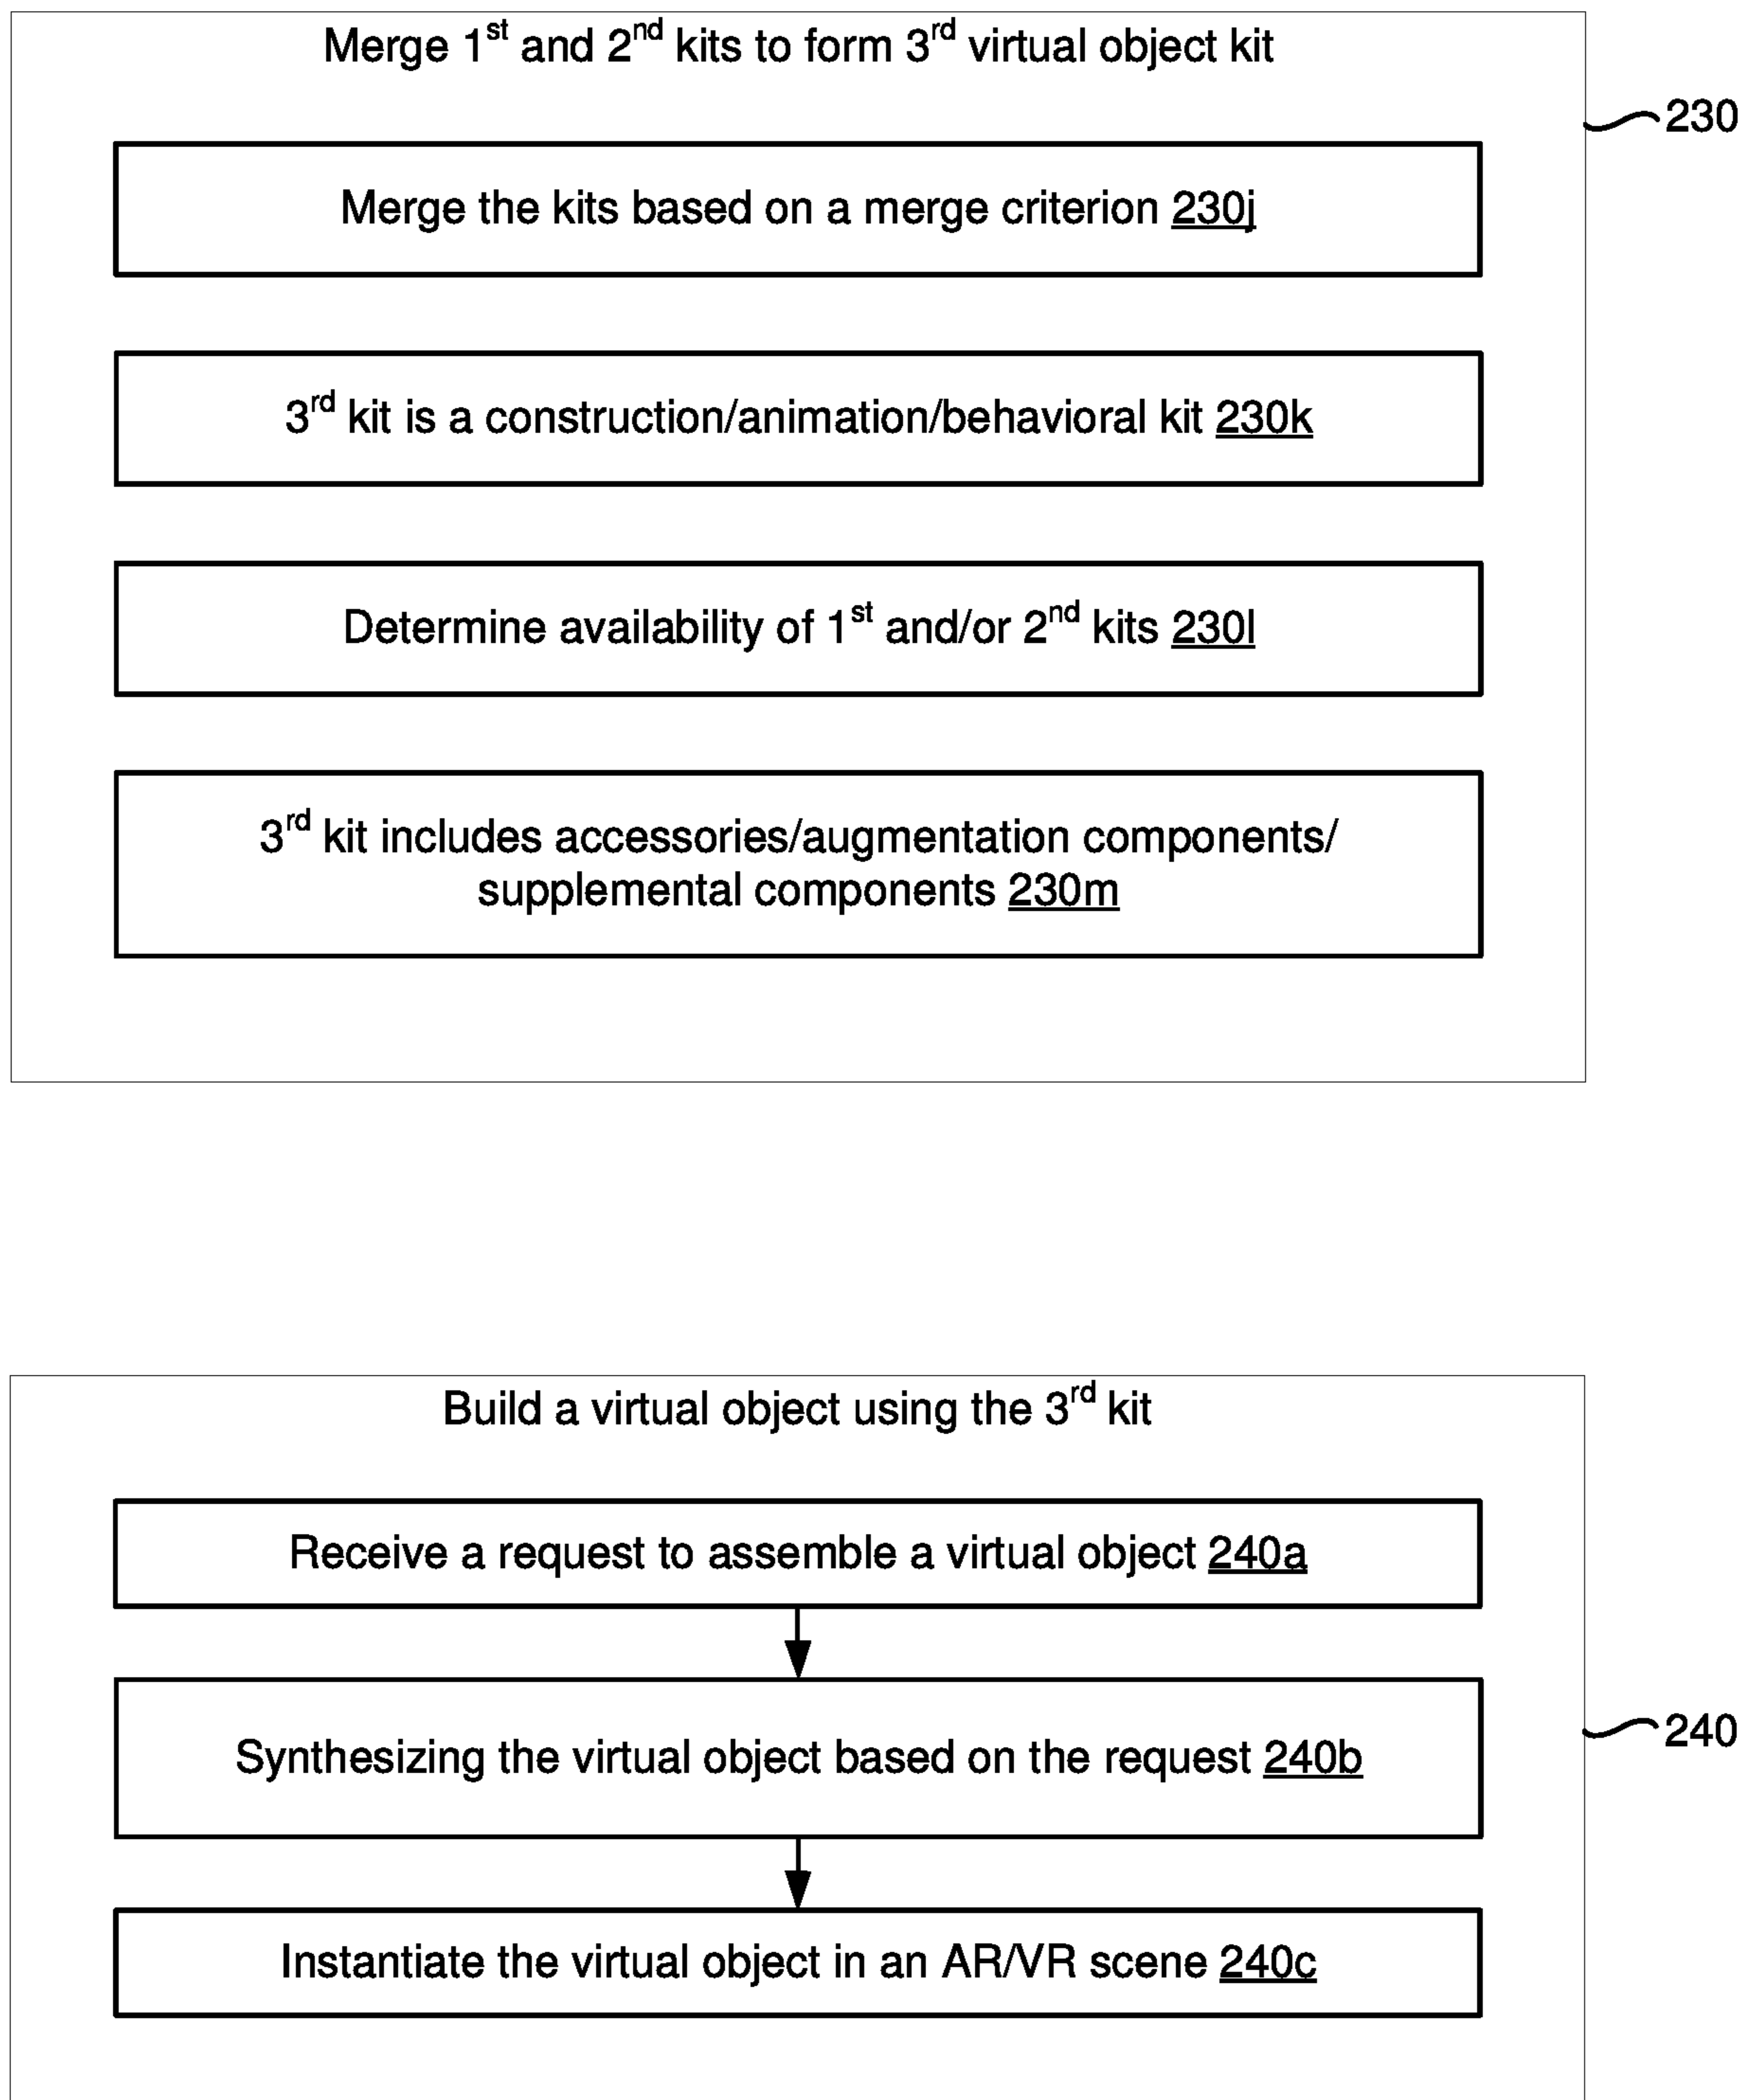 Merge 1st and 2nd kits to form 3rd virtual object kit
230
Merge the kits based on a merge criterion 230j
3rd kit is a construction/animation/behavioral kit 230k
Determine availability of 1st and/or 2nd kits 230l
3rd kit includes accessories/augmentation components/
supplemental components 230m
Build a virtual object using the 3rd kit
Receive a request to assemble a virtual object 240a
Synthesizing the virtual object based on the request 240b
240
Instantiate the virtual object in an AR/VR scene 240c